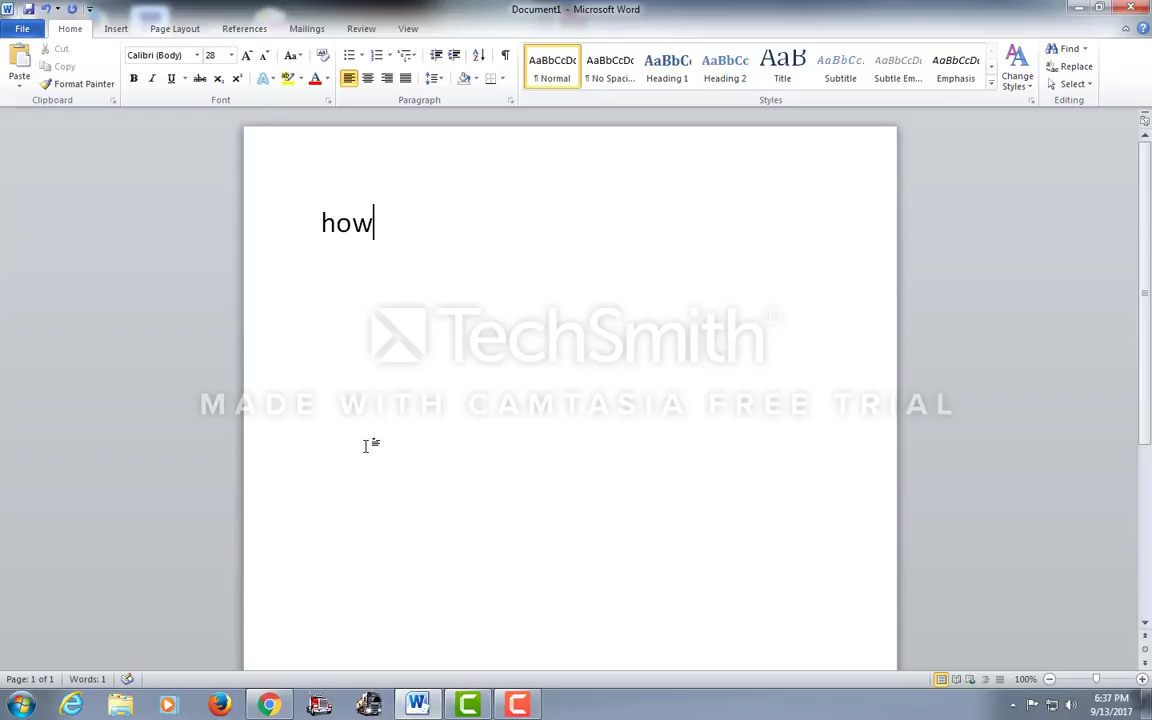 Document1 - Microsoft Word
File Home Insert Page Layout References Mailings Review View
Paste
Cut
Copy
Format Painter
Clipboard
Calibri (Body) 28
Font
Paragraph
AaBbCcDc AaBbCcDc AaBbC AaBbCc AaB AaBbCc. AaBbCcDc AaBbCcDc
¶ Normal ¶ No Spaci... Heading 1 Heading 2 Title Subtitle Subtle Em... Emphasis
Styles
Change Styles
Find
Replace
Select
Editing
how
TechSmith®
MADE WITH CAMTASIA FREE TRIAL
Page: 1 of 1 Words: 1
100%
6:37 PM
9/13/2017